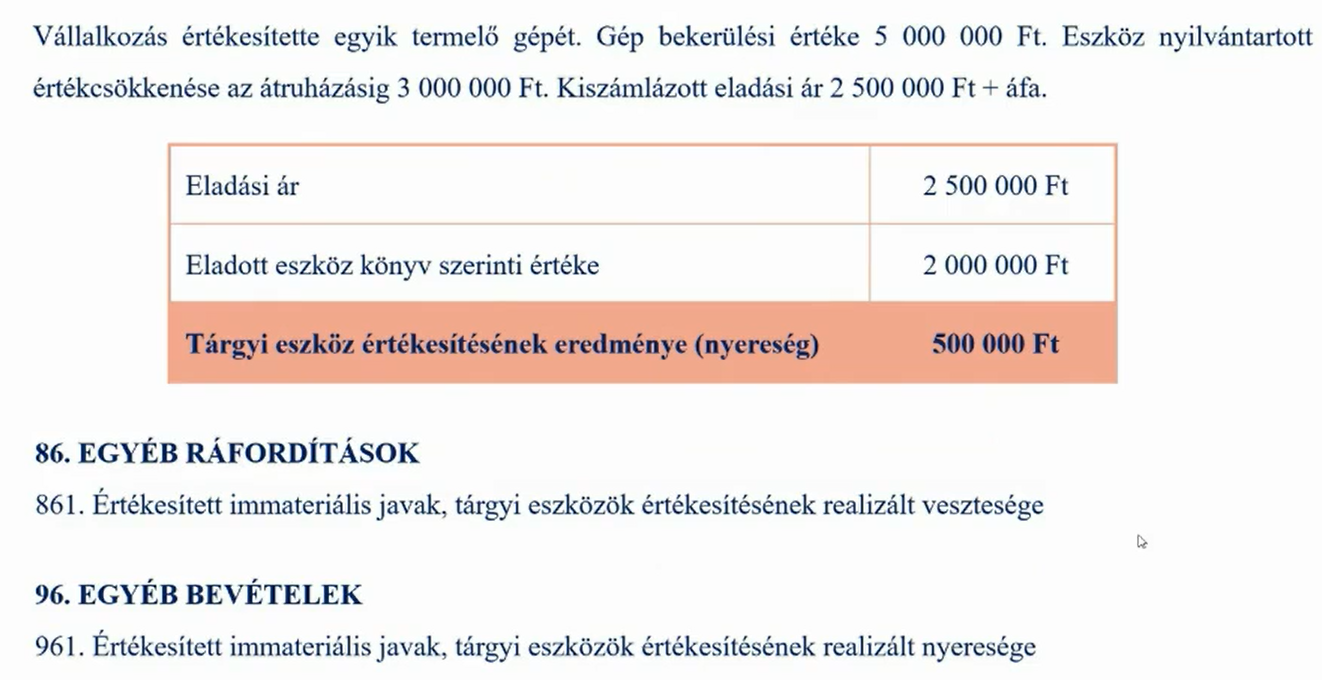 Vállalkozás értékesítette egyik termelő gépét. Gép bekerülési értéke 5 000 000 Ft. Eszköz nyilvántartott
értékcsökkenése az átruházásig 3 000 000 Ft. Kiszámlázott eladási ár 2 500 000 Ft + áfa.
Eladási ár 2 500 000 Ft
Eladott eszköz könyv szerinti értéke 2 000 000 Ft
Tárgyi eszköz értékesítésének eredménye (nyereség) 500 000 Ft
86. EGYÉB RÁFORDÍTÁSOK
861. Értékesített immateriális javak, tárgyi eszközök értékesítésének realizált vesztesége
96. EGYÉB BEVÉTELEK
961. Értékesített immateriális javak, tárgyi eszközök értékesítésének realizált nyeresége